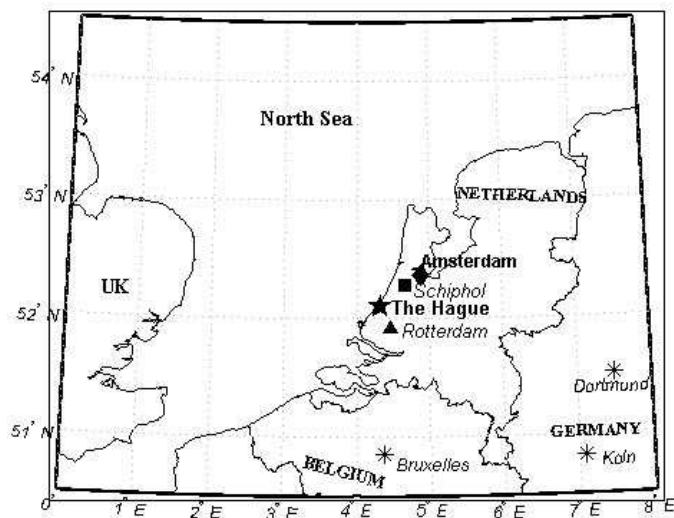 54° N
North Sea
53° N
NETHERLANDS
Amsterdam
UK
Schiphol
The Hague
52° N
Rotterdam
Dortmund
51° N
GERMANY
BELGIUM
Bruxelles
Koln
0°
1° E
2° E
3° E
4° E
5° E
6° E
7° E
8° E